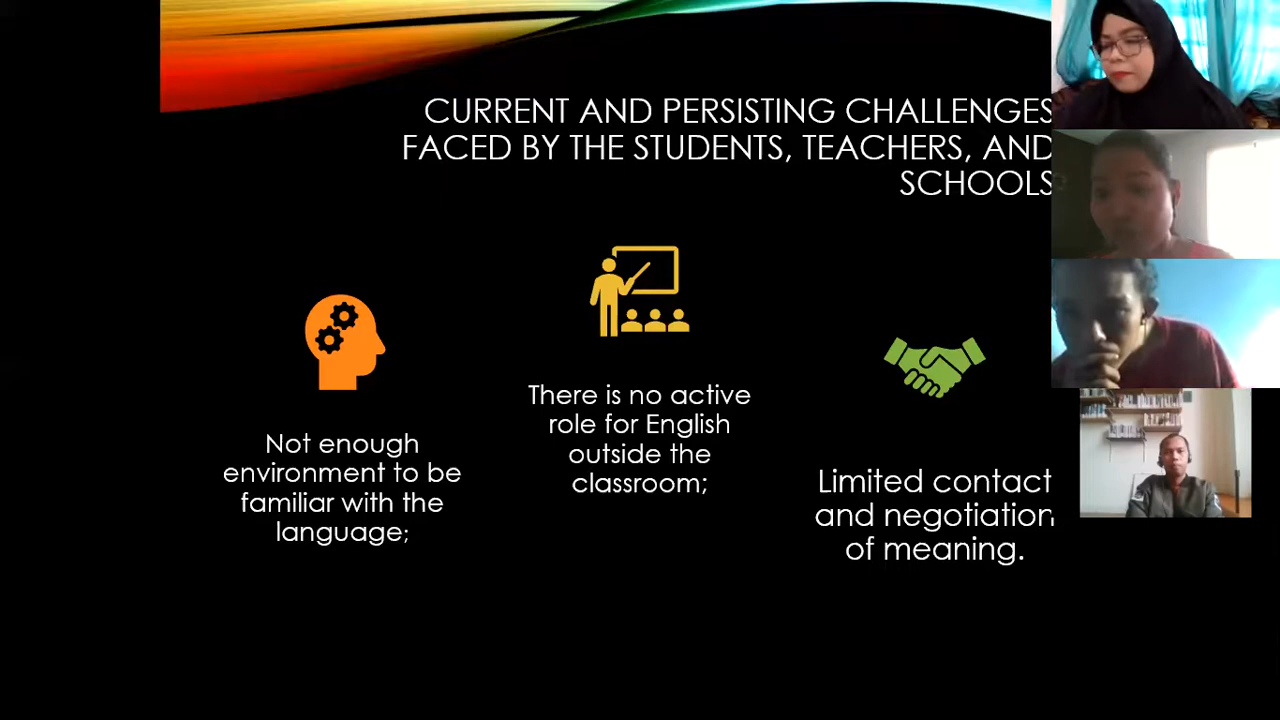 CURRENT AND PERSISTING CHALLENGES
FACED BY THE STUDENTS, TEACHERS, AND
SCHOOLS
Not enough
environment to be
familiar with the
language;
There is no active
role for English
outside the
classroom;
Limited contact
and negotiation
of meaning.